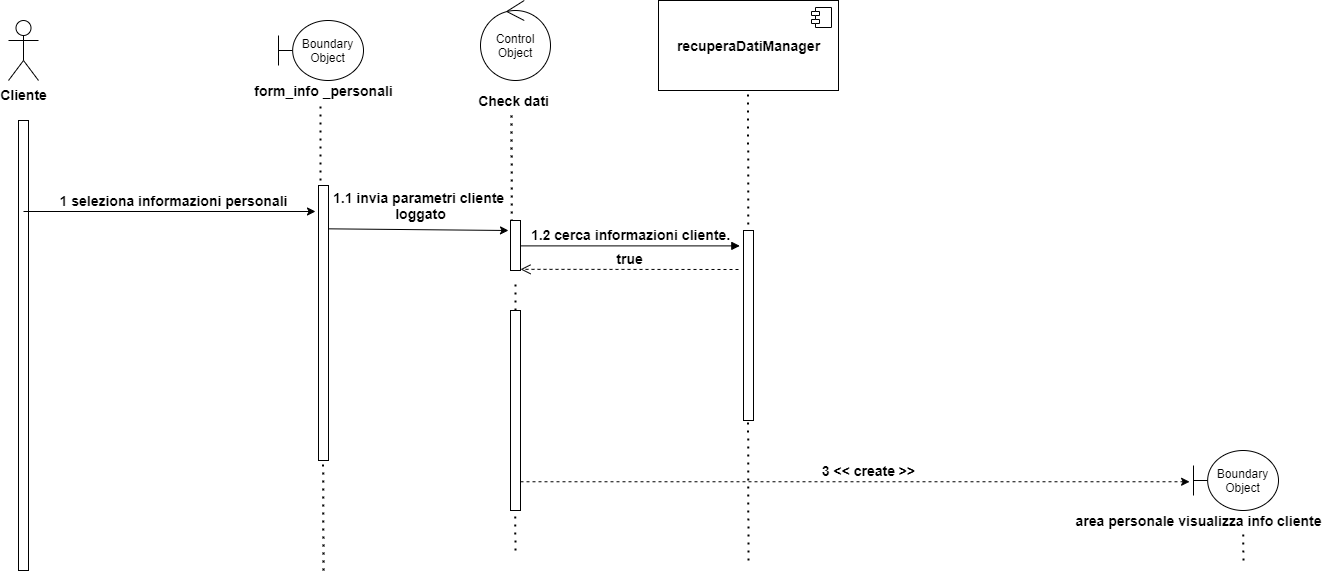 Cliente
Boundary
Object
form_info _personali
Control
Object
Check dati
recuperaDatiManager
1 seleziona informazioni personali
1.1 invia parametri cliente
loggato
1.2 cerca informazioni cliente.
true
3 << create >>
Boundary
Object
area personale visualizza info cliente